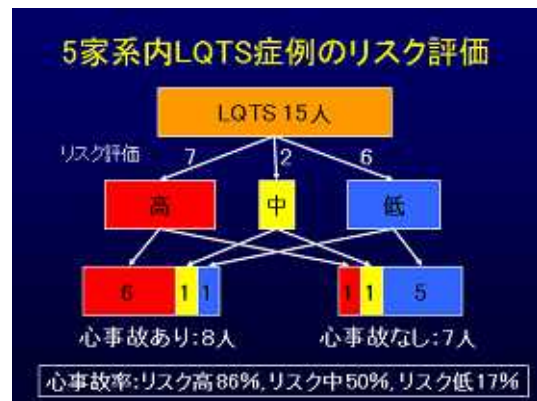 5家系内LQTS症例のリスク評価
LQTS 15人
リスク評価 7 2 6
高 中 低
6 1 1 1 1 5
心事故あり:8人 心事故なし:7人
心事故率:リスク高86%,リスク中50%,リスク低17%